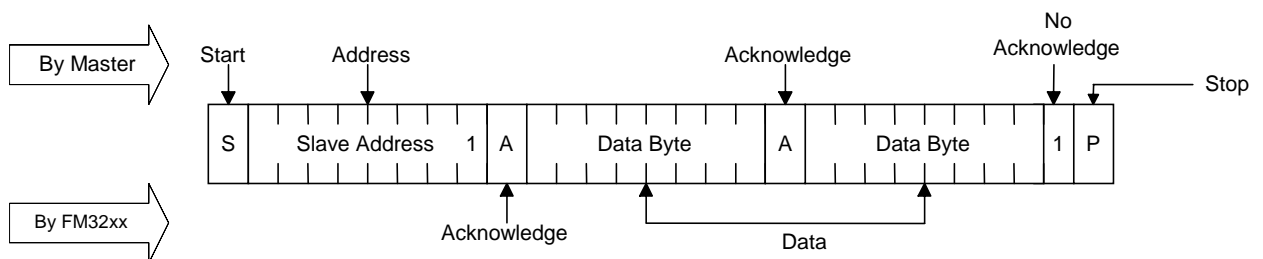 No
Acknowledge
By Master
Start
Address
Acknowledge
Stop
S
Slave Address
1
A
Data Byte
A
Data Byte
1
P
By FM32xx
Acknowledge
Data